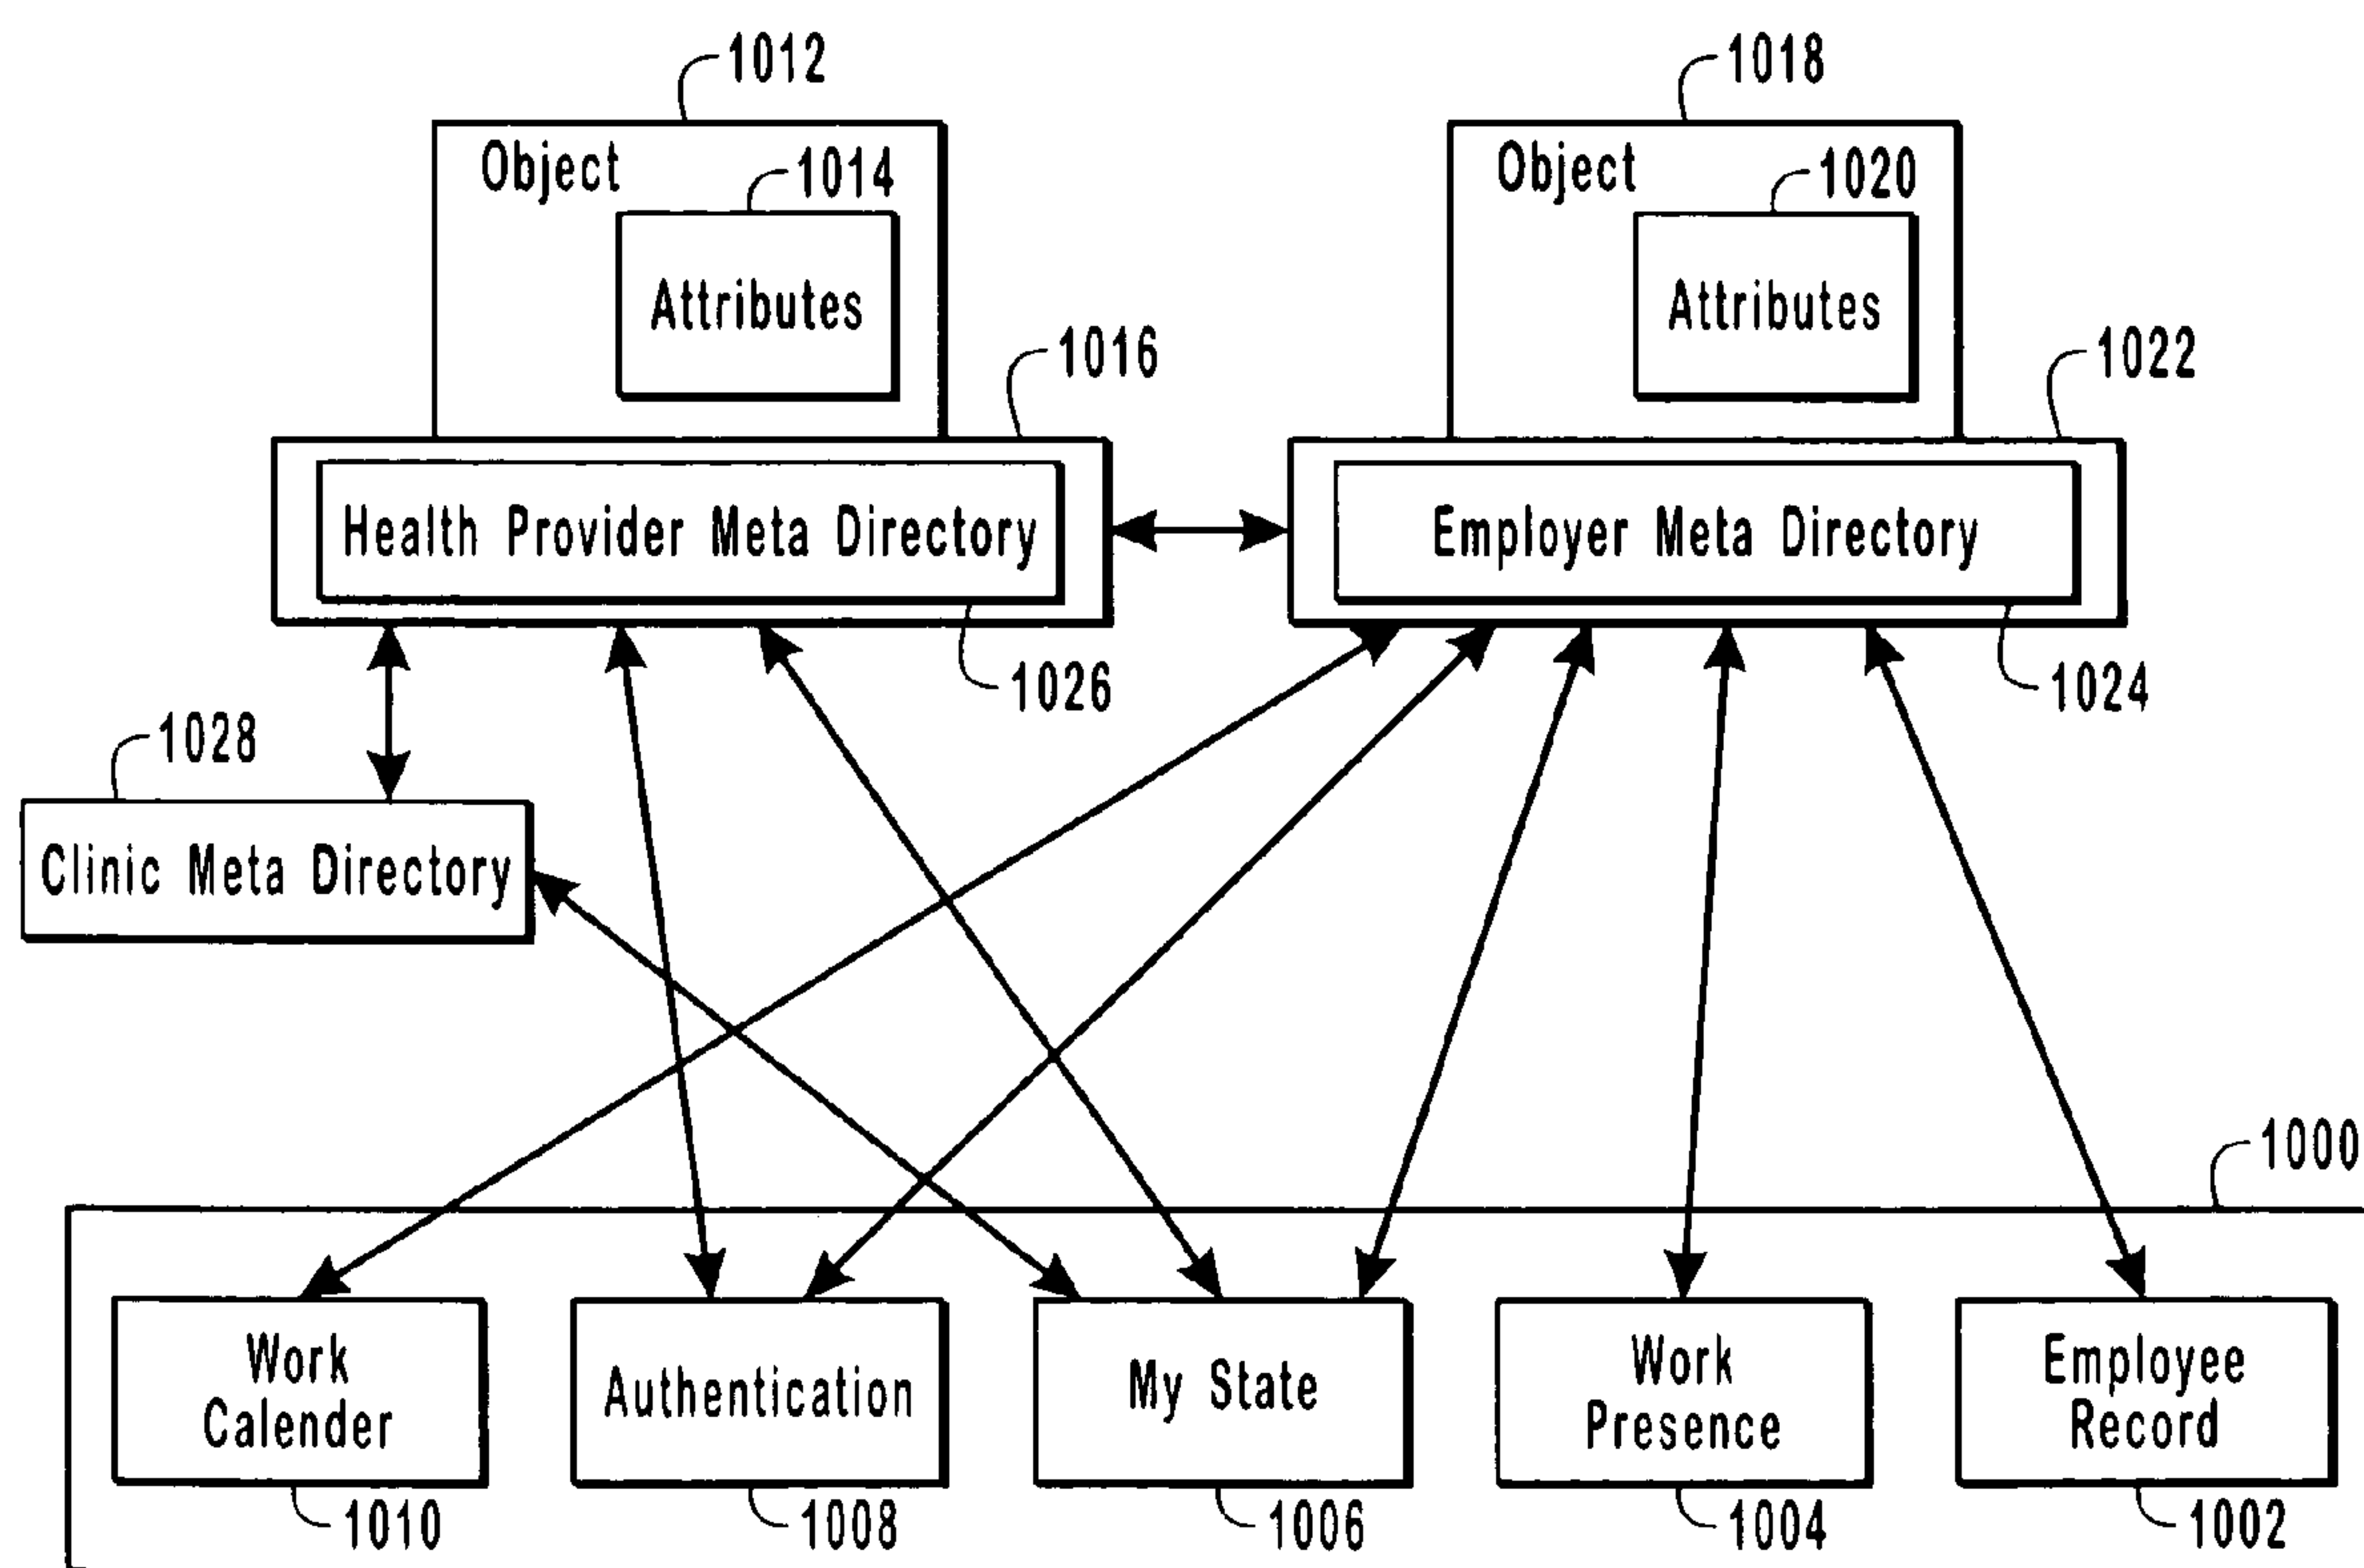 1012
1018
Object
1014
Object
1020
Attributes
Attributes
1016
1022
Health Provider Meta Directory
Employer Meta Directory
1026
1024
1028
Clinic Meta Directory
1000
Work
Calender
Authentication
My State
Work
Presence
Employee
Record
1010
1008
1006
1004
1002